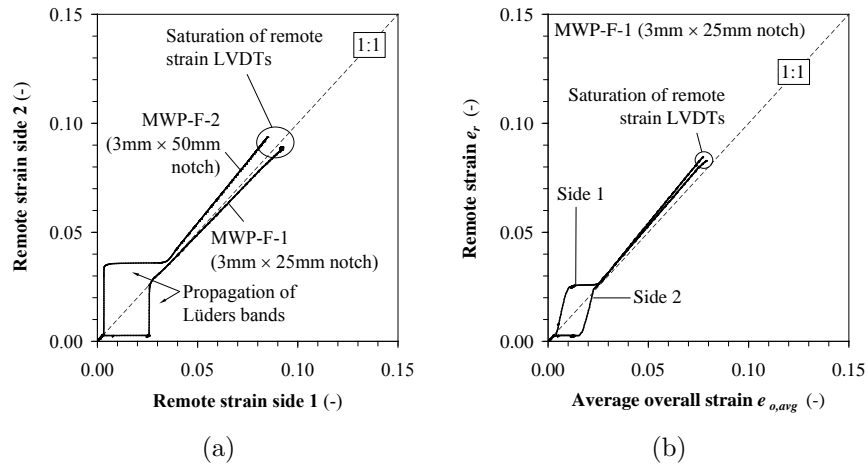 0.15
0.10
0.05
0.00
Remote strain side 2 (-)
Saturation of remote
strain LVDTs
1:1
MWP-F-2
(3mm × 50mm
notch)
MWP-F-1
(3mm × 25mm notch)
Propagation of
Lüders bands
0.00 0.05 0.10 0.15
Remote strain side 1 (-)
(a)
0.15
0.10
0.05
0.00
Remote strain e_r (-)
MWP-F-1 (3mm × 25mm notch)
1:1
Saturation of remote
strain LVDTs
Side 1
Side 2
0.00 0.05 0.10 0.15
Average overall strain e_o,avg (-)
(b)